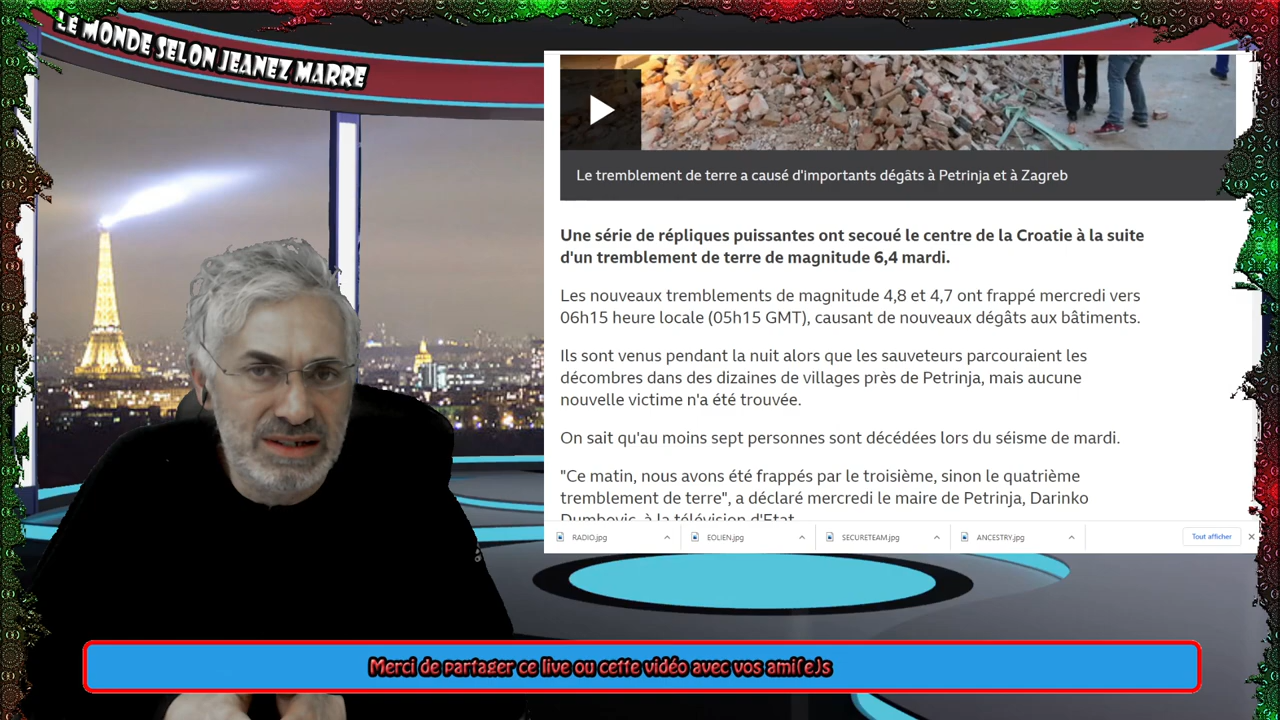 LE MONDE SELON JEANEZ MARRE
Le tremblement de terre a causé d'importants dégâts à Petrinja et à Zagreb
Une série de répliques puissantes ont secoué le centre de la Croatie à la suite
d'un tremblement de terre de magnitude 6,4 mardi.
Les nouveaux tremblements de magnitude 4,8 et 4,7 ont frappé mercredi vers
06h15 heure locale (05h15 GMT), causant de nouveaux dégâts aux bâtiments.
Ils sont venus pendant la nuit alors que les sauveteurs parcouraient les
décombres dans des dizaines de villages près de Petrinja, mais aucune
nouvelle victime n'a été trouvée.
On sait qu'au moins sept personnes sont décédées lors du séisme de mardi.
"Ce matin, nous avons été frappés par le troisième, sinon le quatrième
tremblement de terre", a déclaré mercredi le maire de Petrinja, Darinko
Dumbovic, à la télévision d'Etat
RADIO.jpg
EOLIEN.jpg
SECURETEAM.jpg
ANCESTRY.jpg
Tout afficher
Merci de partager ce live ou cette vidéo avec vos ami(e)s